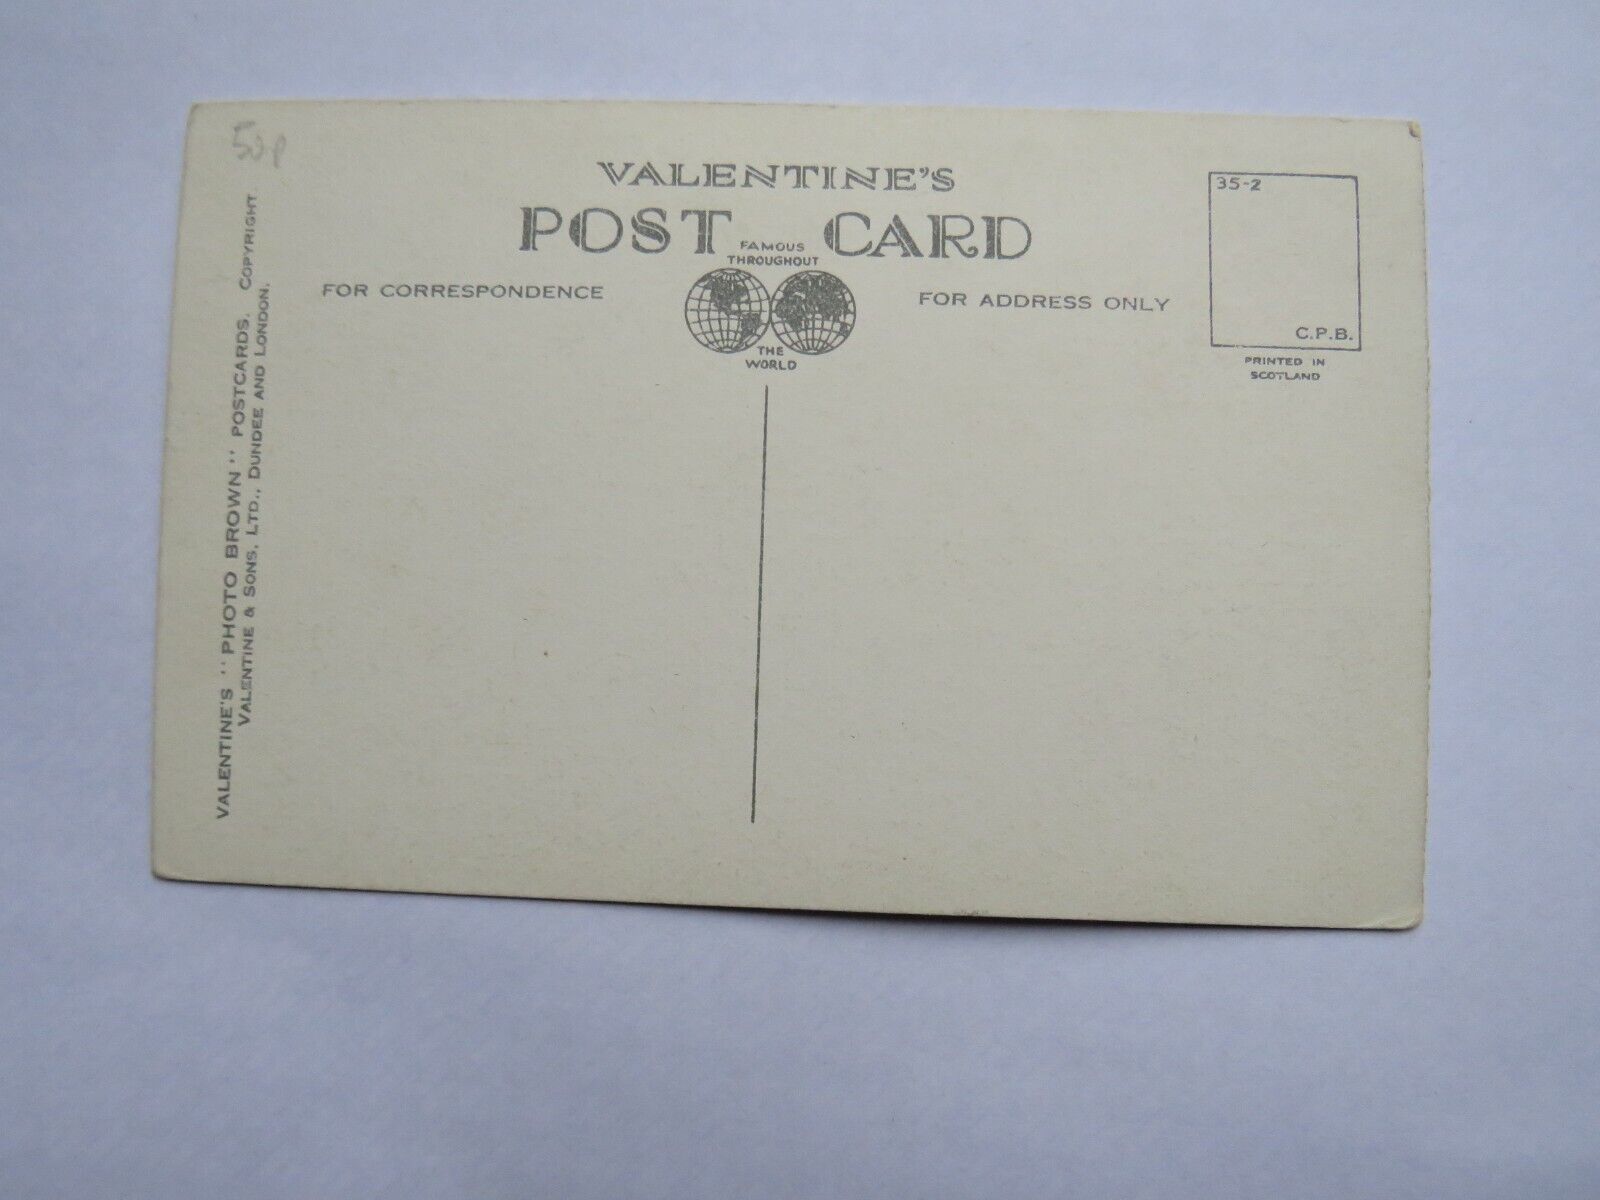 50p
VALENTINE'S
POST CARD
FAMOUS
THROUGHOUT
THE
WORLD
FOR CORRESPONDENCE
FOR ADDRESS ONLY
35-2
C.P.B.
PRINTED IN
SCOTLAND
VALENTINE'S "PHOTO BROWN" POSTCARDS. COPYRIGHT.
VALENTINE & SONS, LTD., DUNDEE AND LONDON.